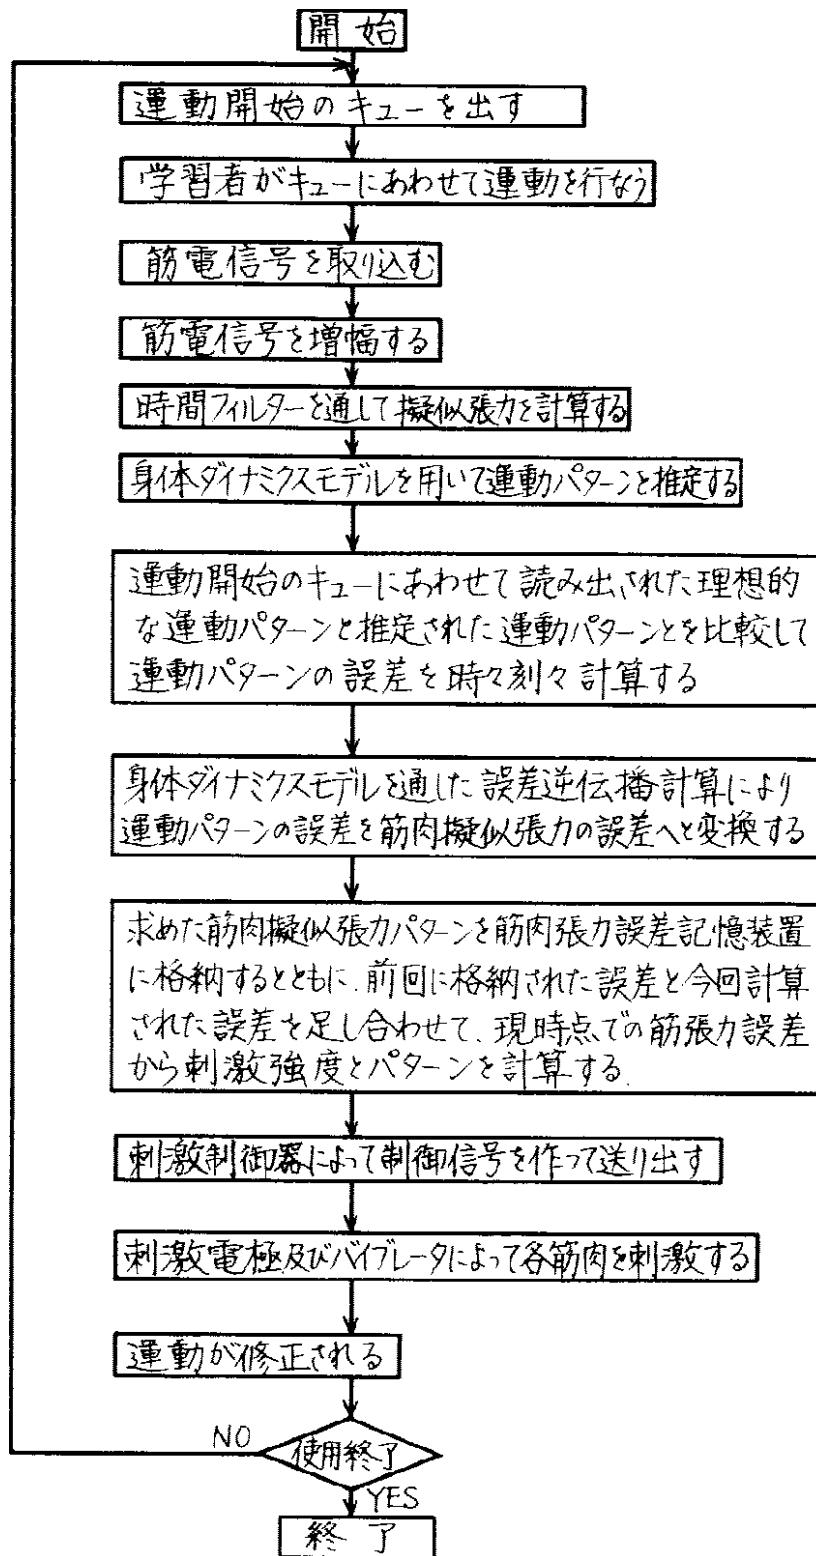 開始
運動開始のキューを出す
学習者がキューにあわせて運動を行なう
筋電信号を取り込む
筋電信号を増幅する
時間フィルターを通して擬似張力を計算する
身体ダイナミクスモデルを用いて運動パターンと推定する
運動開始のキューにあわせて読み出された理想的
な運動パターンと推定された運動パターンとを比較して
運動パターンの誤差を時々刻々計算する
身体ダイナミクスモデルを通した誤差逆伝播計算により
運動パターンの誤差を筋肉擬似張力の誤差へと変換する
求めた筋肉擬似張力パターンを筋肉張力誤差記憶装置
に格納するとともに、前回に格納された誤差と今回計算
された誤差を足し合わせて、現時点での筋張力誤差
から刺激強度とパターンを計算する.
刺激制御器によって制御信号を作って送り出す
刺激電極及びバイブレータによって各筋肉を刺激する
運動が修正される
NO
使用終了
YES
終了